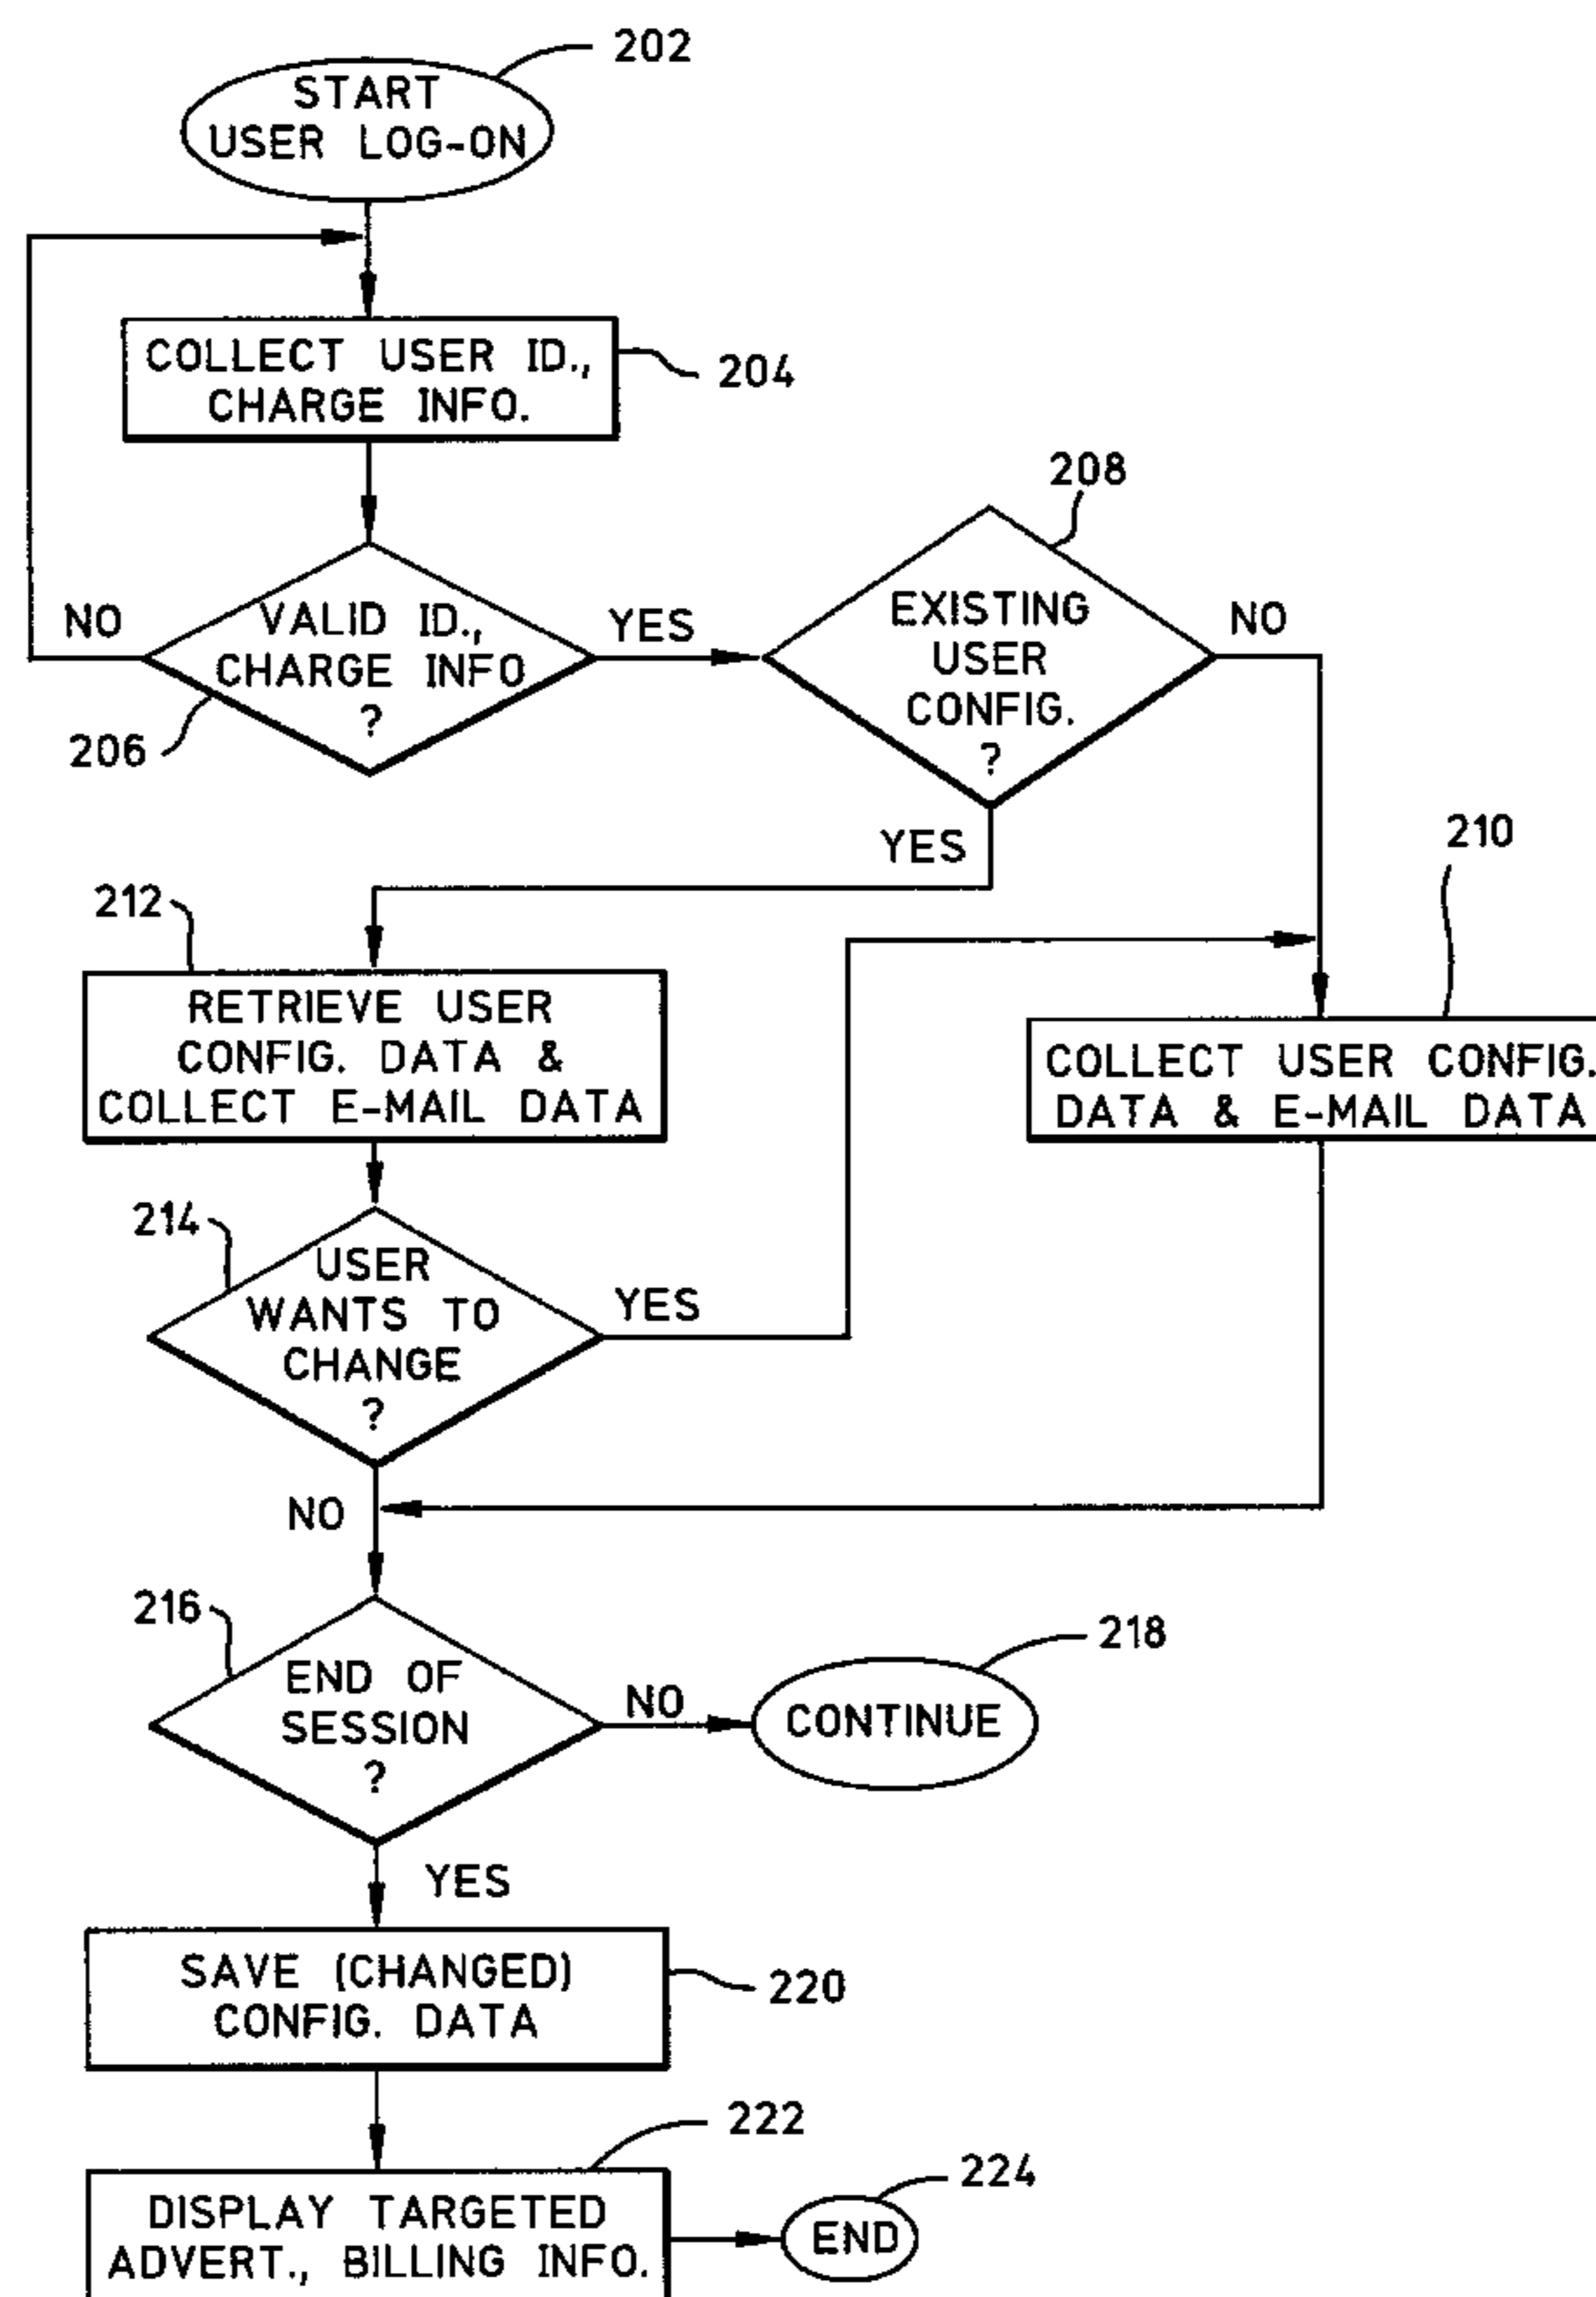 202
START
USER LOG-ON
COLLECT USER ID.,
CHARGE INFO.
204
208
NO
VALID ID.,
CHARGE INFO
?
YES
206
EXISTING
USER
CONFIG.
?
NO
YES
210
212
RETRIEVE USER
CONFIG. DATA &
COLLECT E-MAIL DATA
COLLECT USER CONFIG.
DATA & E-MAIL DATA
214
USER
WANTS TO
CHANGE
?
YES
NO
216
END OF
SESSION
?
NO
218
CONTINUE
YES
SAVE (CHANGED)
CONFIG. DATA
220
222
DISPLAY TARGETED
ADVERT., BILLING INFO.
224
END